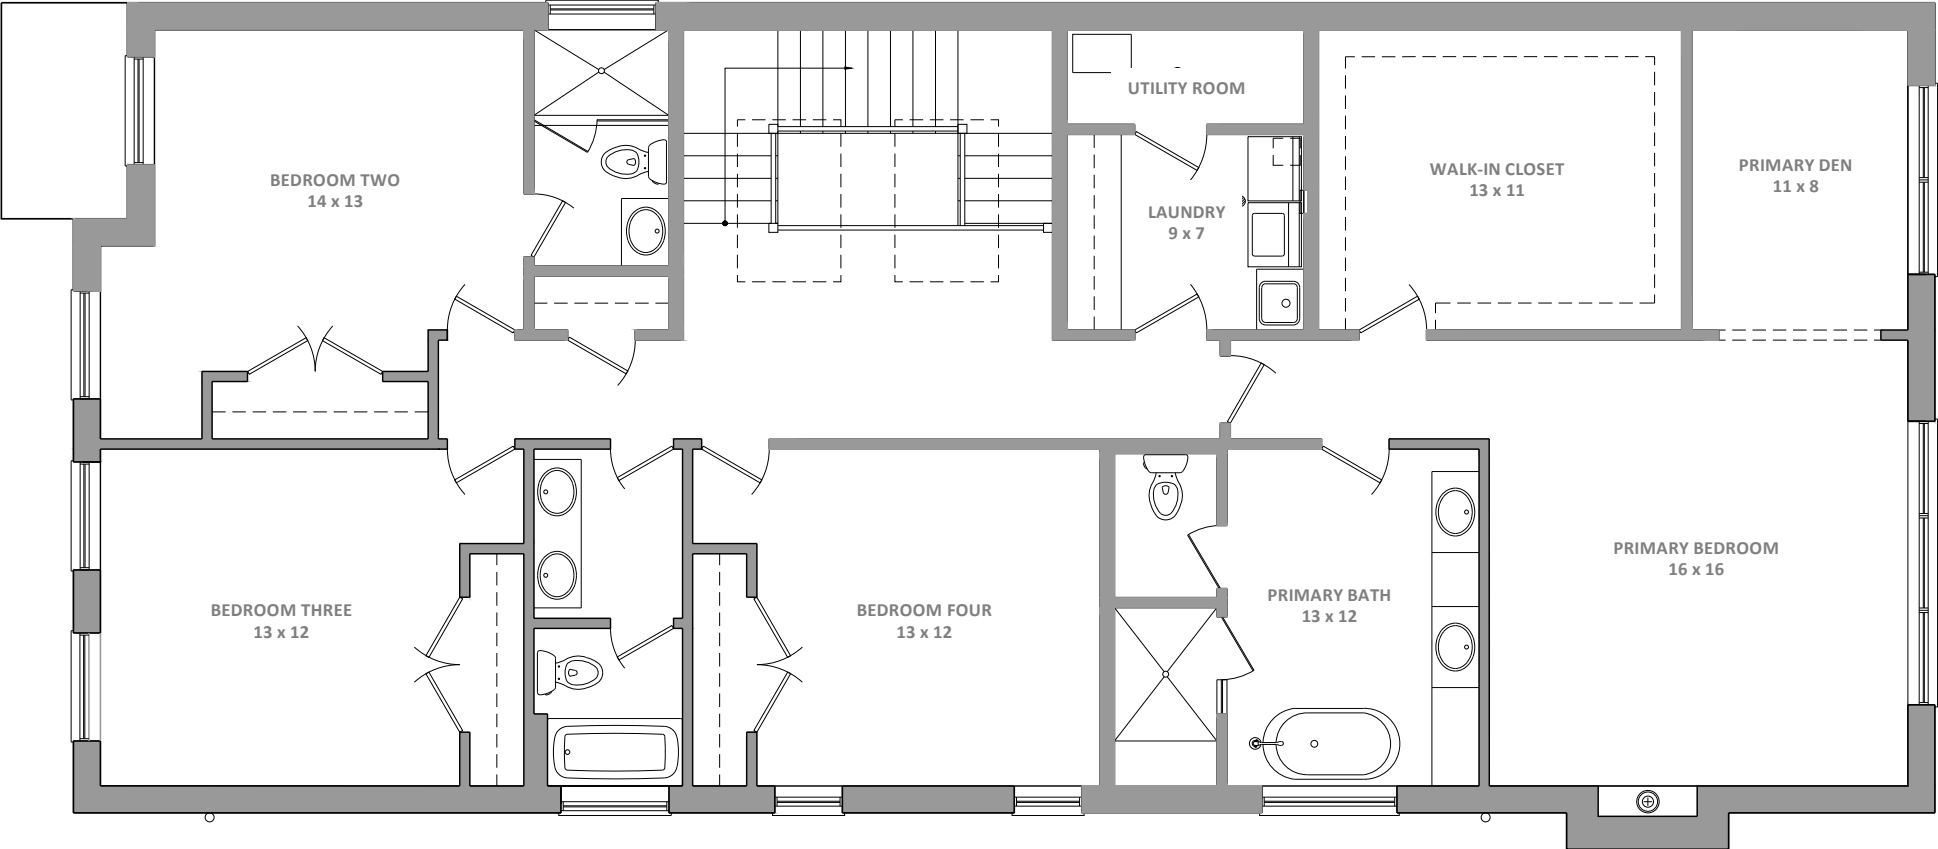 UTILITY ROOM
BEDROOM TWO
14 x 13
WALK-IN CLOSET
13 x 11
PRIMARY DEN
11 x 8
LAUNDRY
9 x 7
PRIMARY BEDROOM
16 x 16
BEDROOM THREE
13 x 12
BEDROOM FOUR
13 x 12
PRIMARY BATH
13 x 12